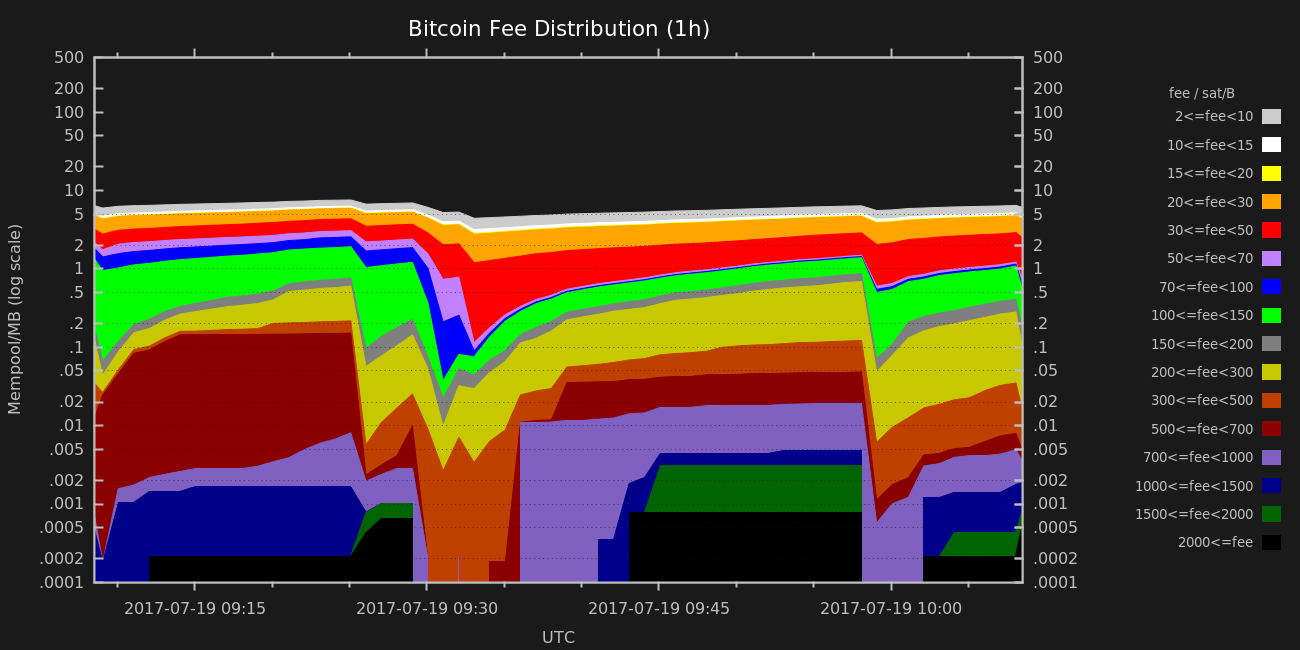 Bitcoin Fee Distribution (1h)
500 500
200 200
100 100
50 50
20 20
10 10
5 5
2 2
1 1
.5 .5
.2 .2
.1 .1
.05 .05
.02 .02
.01 .01
.005 .005
.002 .002
.001 .001
.0005 .0005
.0002 .0002
.0001 .0001
Mempool/MB (log scale)
2017-07-19 09:15 2017-07-19 09:30 2017-07-19 09:45 2017-07-19 10:00
UTC
fee / sat/B
2<=fee<10
10<=fee<15
15<=fee<20
20<=fee<30
30<=fee<50
50<=fee<70
70<=fee<100
100<=fee<150
150<=fee<200
200<=fee<300
300<=fee<500
500<=fee<700
700<=fee<1000
1000<=fee<1500
1500<=fee<2000
2000<=fee